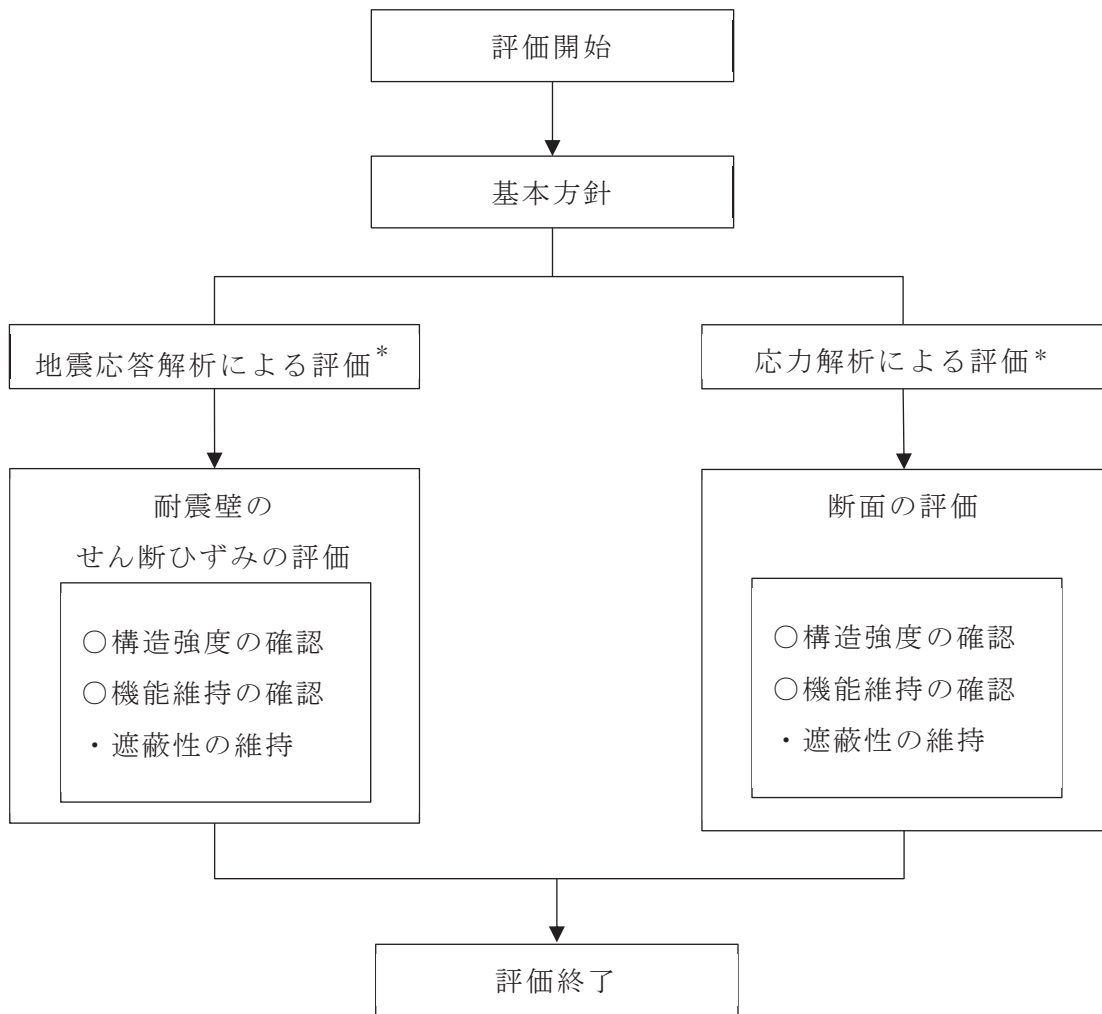 評価開始
基本方針
地震応答解析による評価*
応力解析による評価*
耐震壁の
せん断ひずみの評価
○構造強度の確認
○機能維持の確認
・遮蔽性の維持
断面の評価
○構造強度の確認
○機能維持の確認
・遮蔽性の維持
評価終了